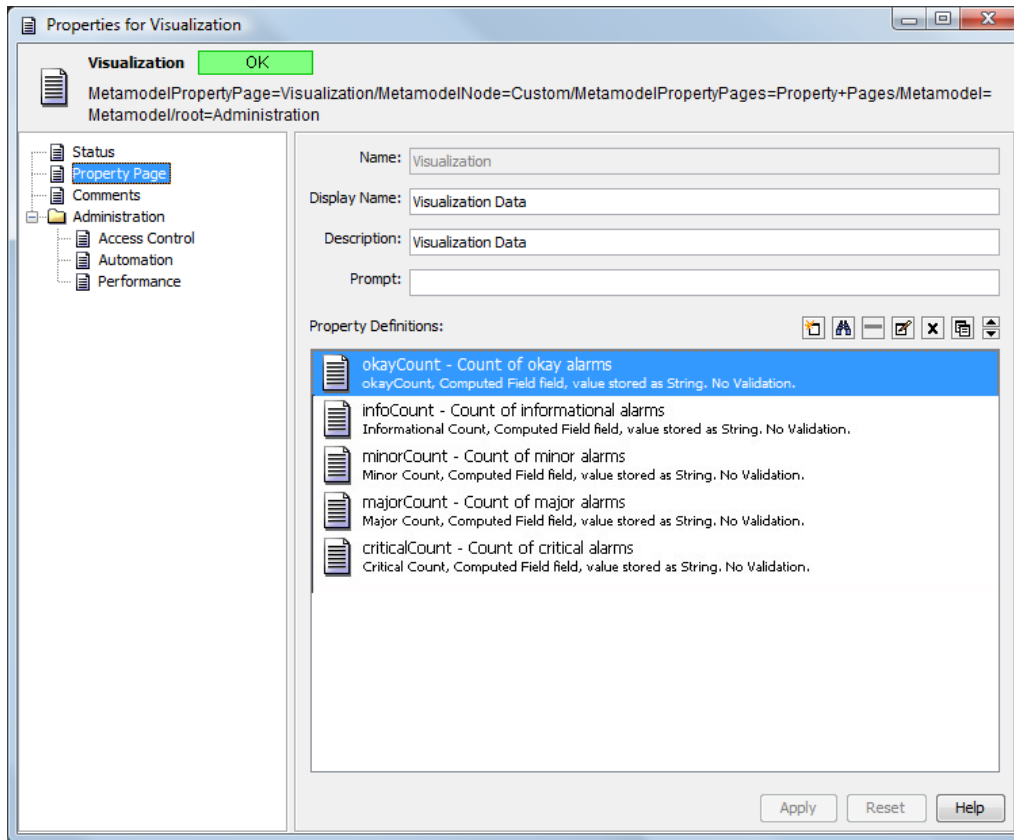 Properties for Visualization
Visualization OK
MetamodelPropertyPage=Visualization/MetamodelNode=Custom/MetamodelPropertyPages=Property+Pages/Metamodel=
Metamodel/root=Administration
Status
Property Page
Comments
Administration
Access Control
Automation
Performance
Name: Visualization
Display Name: Visualization Data
Description: Visualization Data
Prompt:
Property Definitions:
okayCount - Count of okay alarms
okayCount, Computed Field field, value stored as String. No Validation.
infoCount - Count of informational alarms
Informational Count, Computed Field field, value stored as String. No Validation.
minorCount - Count of minor alarms
Minor Count, Computed Field field, value stored as String. No Validation.
majorCount - Count of major alarms
Major Count, Computed Field field, value stored as String. No Validation.
criticalCount - Count of critical alarms
Critical Count, Computed Field field, value stored as String. No Validation.
Apply Reset Help